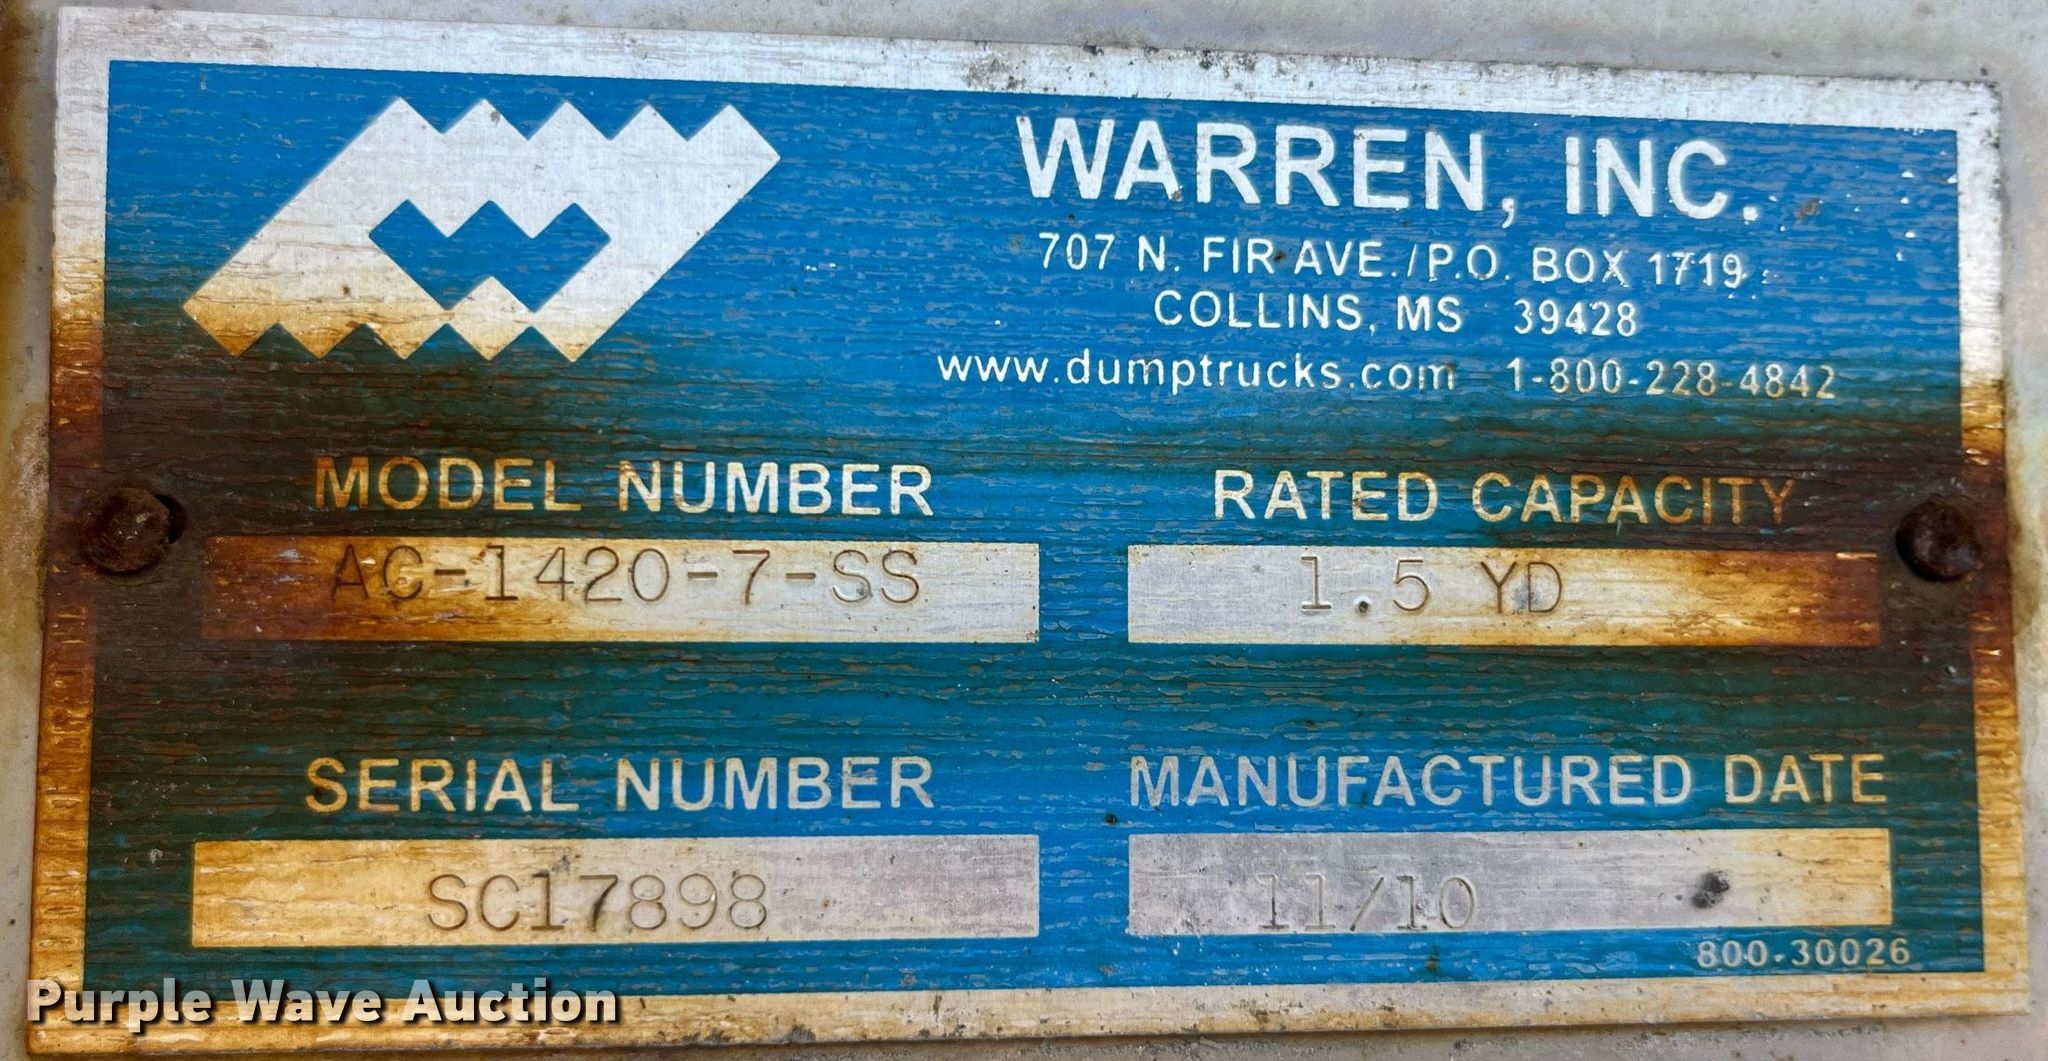 WARREN, INC.
707 N. FIR AVE./P.O. BOX 1719
COLLINS, MS 39428
www.dumptrucks.com 1-800-228-4842
MODEL NUMBER
AC-1420-7-SS
RATED CAPACITY
1.5 YD
SERIAL NUMBER
SC17898
MANUFACTURED DATE
11/10
800-30026
Purple Wave Auction